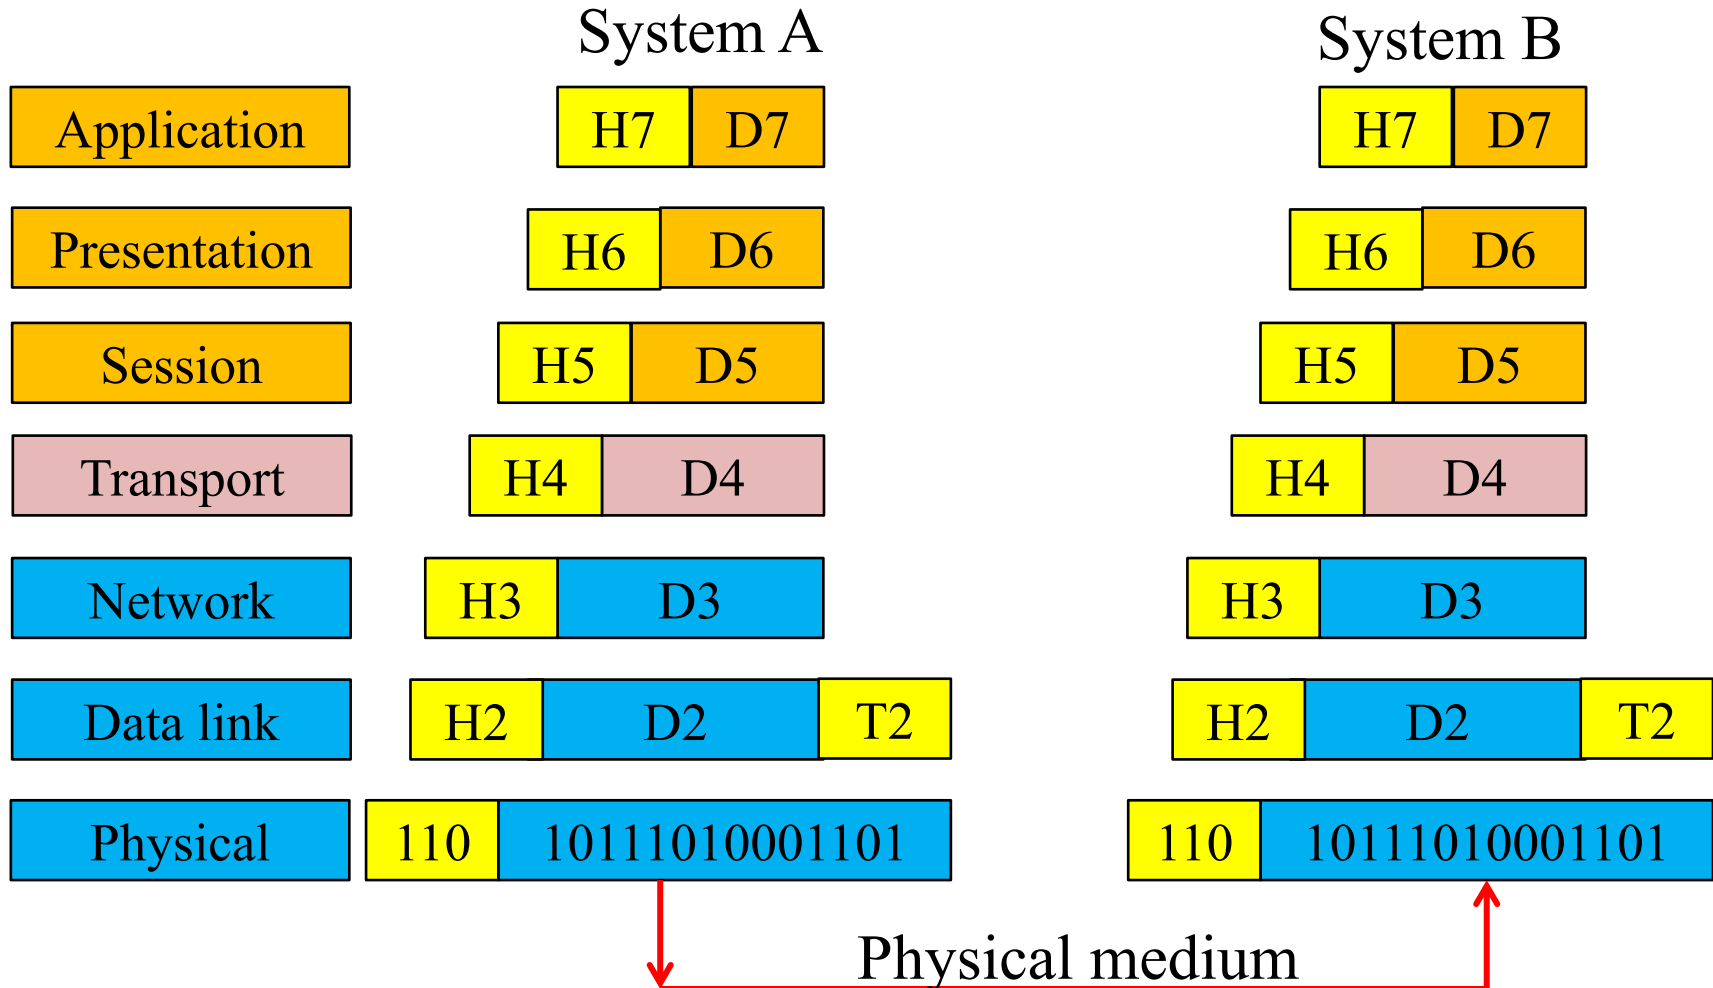 System A
System B
Application H7 D7 H7 D7
Presentation H6 D6 H6 D6
Session H5 D5 H5 D5
Transport H4 D4 H4 D4
Network H3 D3 H3 D3
Data link H2 D2 T2 H2 D2 T2
Physical 110 10111010001101 110 10111010001101
Physical medium